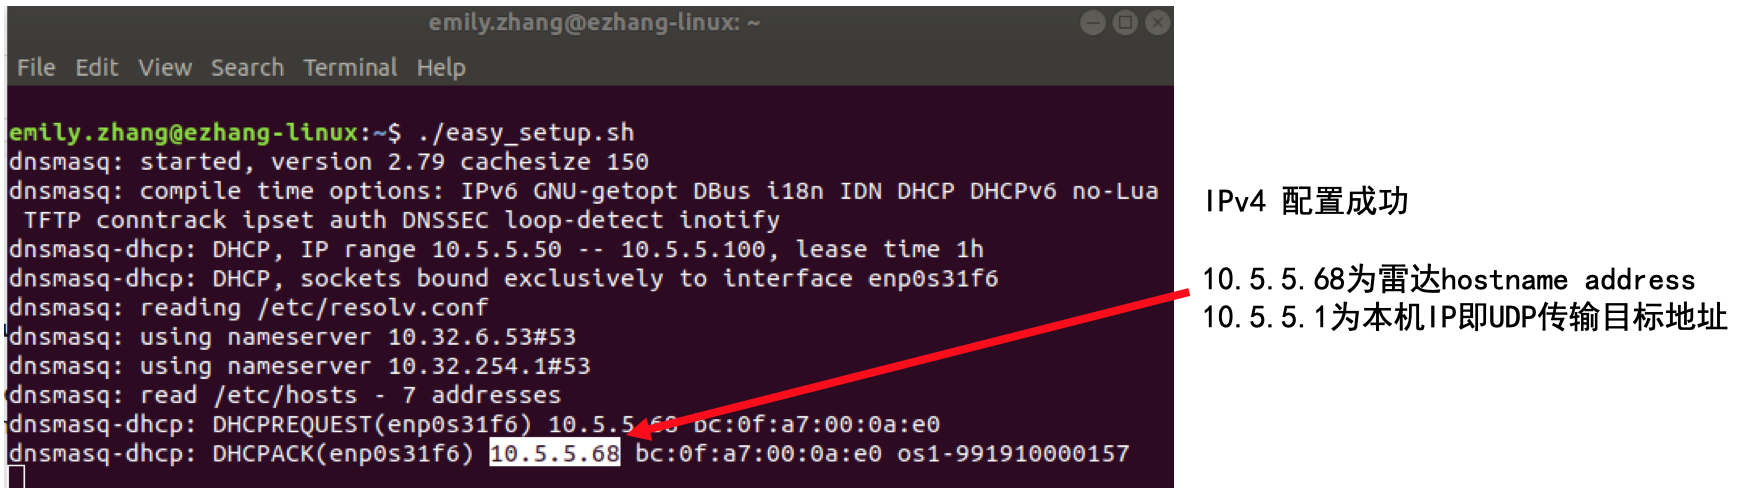 emily.zhang@ezhang-linux: ~
File Edit View Search Terminal Help
emily.zhang@ezhang-linux:~$ ./easy_setup.sh
dnsmasq: started, version 2.79 cachesize 150
dnsmasq: compile time options: IPv6 GNU-getopt DBus i18n IDN DHCP DHCPv6 no-Lua
TFTP conntrack ipset auth DNSSEC loop-detect inotify
dnsmasq-dhcp: DHCP, IP range 10.5.5.50 -- 10.5.5.100, lease time 1h
dnsmasq-dhcp: DHCP, sockets bound exclusively to interface enp0s31f6
dnsmasq: reading /etc/resolv.conf
dnsmasq: using nameserver 10.32.6.53#53
dnsmasq: using nameserver 10.32.254.1#53
dnsmasq: read /etc/hosts - 7 addresses
dnsmasq-dhcp: DHCPREQUEST(enp0s31f6) 10.5.5.68 bc:0f:a7:00:0a:e0
dnsmasq-dhcp: DHCPACK(enp0s31f6) 10.5.5.68 bc:0f:a7:00:0a:e0 os1-991910000157
IPv4 配置成功
10.5.5.68为雷达hostname address
10.5.5.1为本机IP即UDP传输目标地址